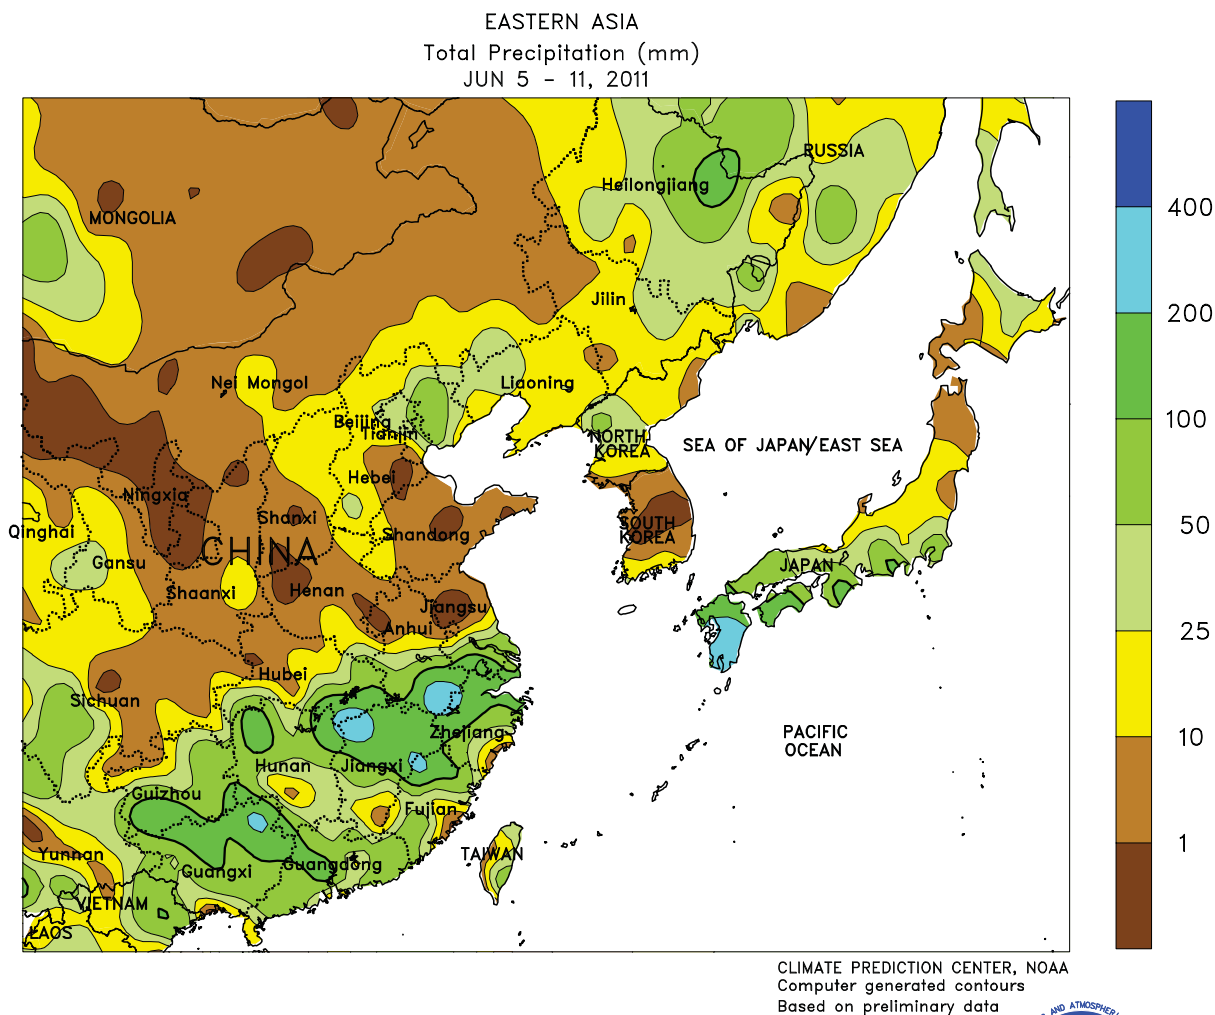 EASTERN ASIA
Total Precipitation (mm)
JUN 5 - 11, 2011
RUSSIA
Heilongjiang
MONGOLIA
400
Jilin
200
Nei Mongol
Liaoning
Beijing
Tianjin
100
NORTH
KOREA
SEA OF JAPAN/EAST SEA
Hebei
Ningxia
Shanxi
50
SOUTH
KOREA
Qinghai
Shandong
CHINA
Gansu
JAPAN
Shaanxi
Henan
Jiangsu
Anhui
25
Hubei
Sichuan
Zhejiang
PACIFIC
OCEAN
10
Hunan
Jiangxi
Guizhou
Fujian
1
Yunnan
TAIWAN
Guangxi
Guangdong
VIETNAM
LAOS
CLIMATE PREDICTION CENTER, NOAA
Computer generated contours
Based on preliminary data
AND ATMOSPHER